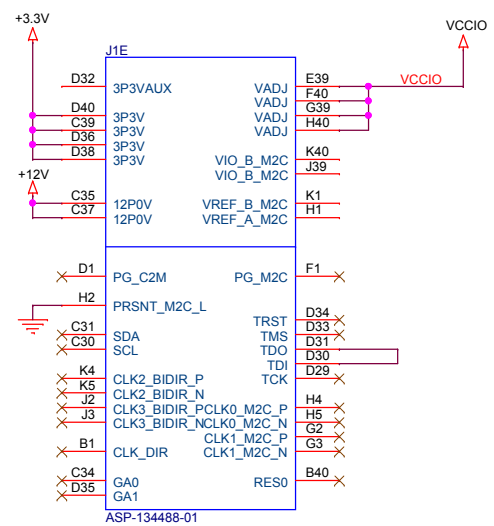 +3.3V
VCCIO
J1E
D32 3P3VAUX VADJ E39 VCCIO
VADJ F40
D40 3P3V VADJ G39
C39 3P3V VADJ H40
D36 3P3V
D38 3P3V VIO_B_M2C K40
VIO_B_M2C J39
+12V
C35 12P0V VREF_B_M2C K1
C37 12P0V VREF_A_M2C H1
D1 PG_C2M PG_M2C F1
H2 PRSNT_M2C_L
TRST D34
C31 SDA TMS D33
C30 SCL TDO D31
TDI D30
K4 CLK2_BIDIR_P TCK D29
K5 CLK2_BIDIR_N
J2 CLK3_BIDIR_P CLK0_M2C_P H4
J3 CLK3_BIDIR_N CLK0_M2C_N H5
CLK1_M2C_P G2
B1 CLK_DIR CLK1_M2C_N G3
C34 GA0 RES0 B40
D35 GA1
ASP-134488-01